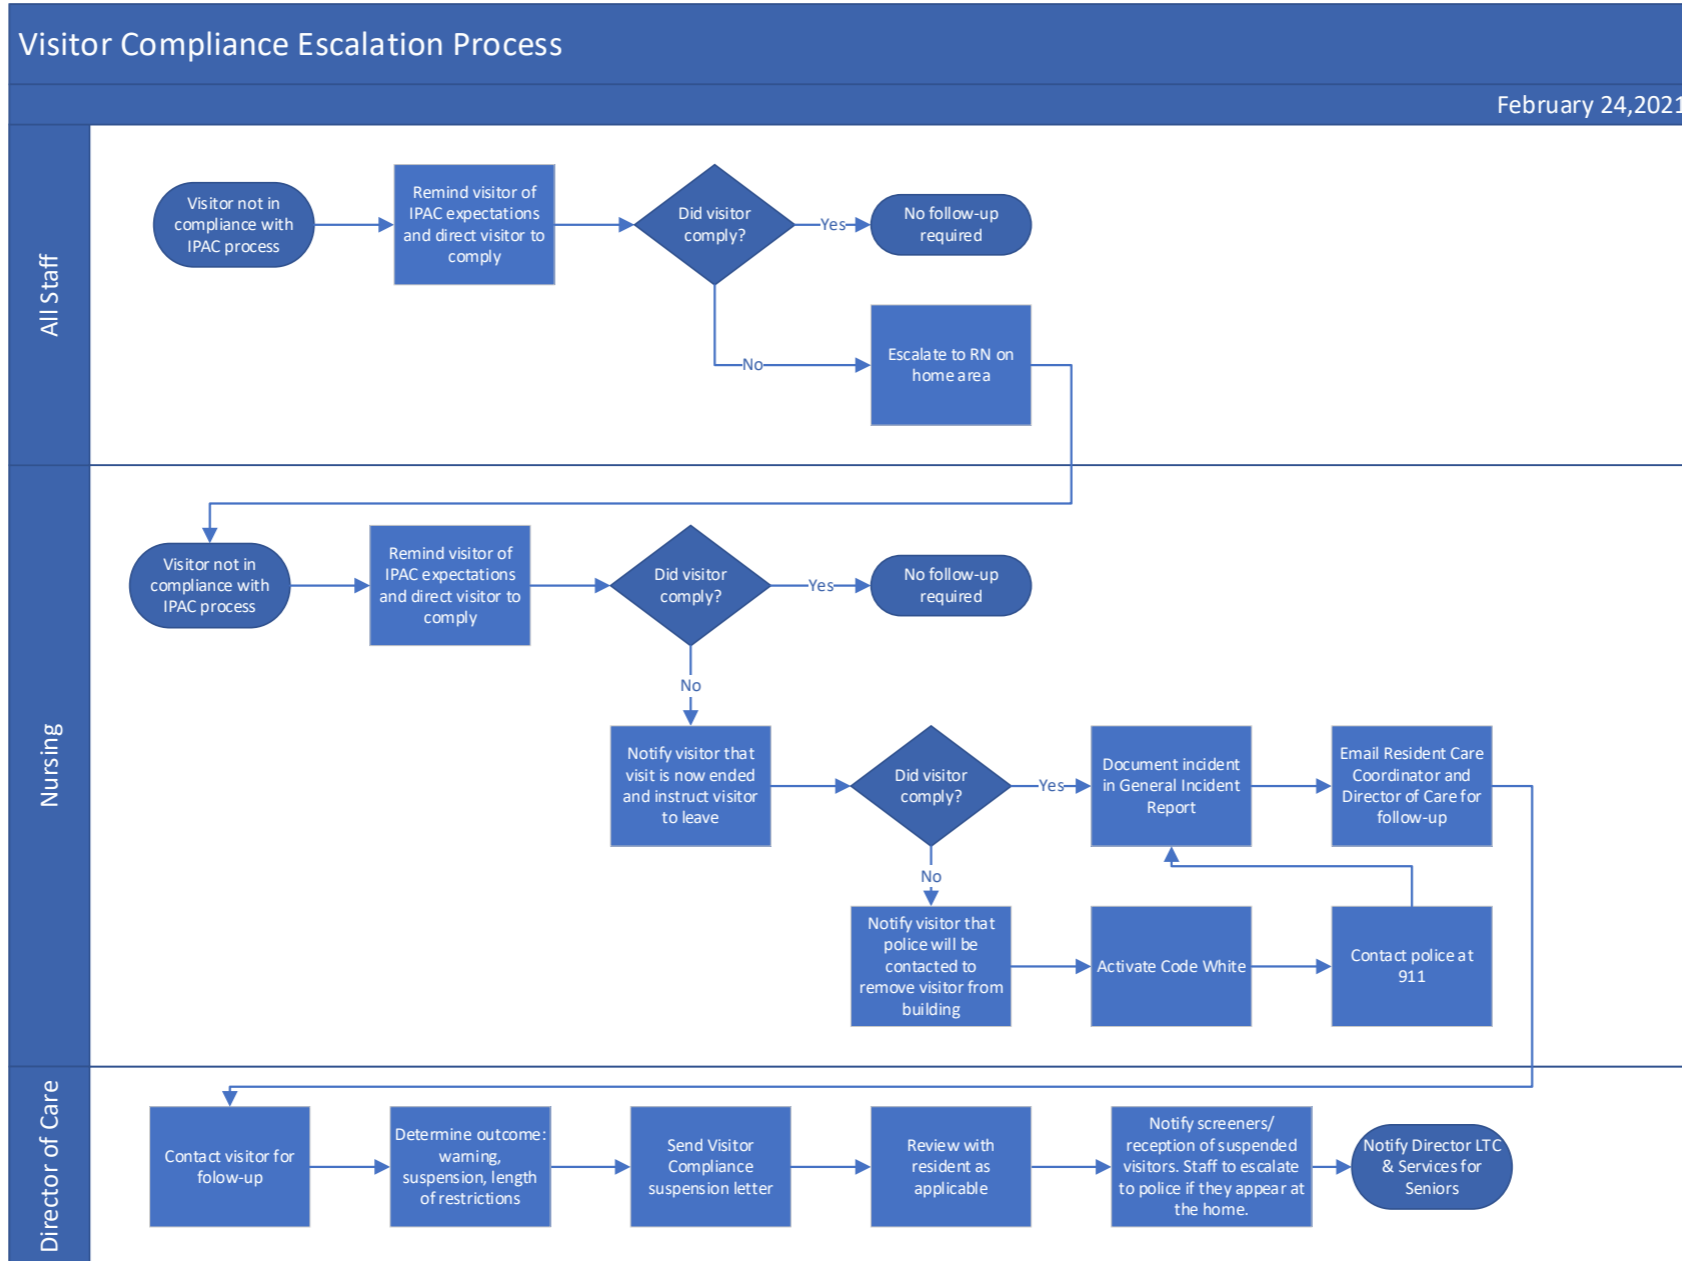 Visitor Compliance Escalation Process
February 24,2021
All Staff
Visitor not in
compliance with
IPAC process
Remind visitor of
IPAC expectations
and direct visitor to
comply
Did visitor
comply?
Yes
No follow-up
required
No
Escalate to RN on
home area
Nursing
Visitor not in
compliance with
IPAC process
Remind visitor of
IPAC expectations
and direct visitor to
comply
Did visitor
comply?
Yes
No follow-up
required
No
Notify visitor that
visit is now ended
and instruct visitor
to leave
Did visitor
comply?
Yes
Document incident
in General Incident
Report
Email Resident Care
Coordinator and
Director of Care for
follow-up
No
Notify visitor that
police will be
contacted to
remove visitor from
building
Activate Code White
Contact police at
911
Director of Care
Contact visitor for
folow-up
Determine outcome:
warning,
suspension, length
of restrictions
Send Visitor
Compliance
suspension letter
Review with
resident as
applicable
Notify screeners/
reception of suspended
visitors. Staff to escalate
to police if they appear at
the home.
Notify Director LTC
& Services for
Seniors